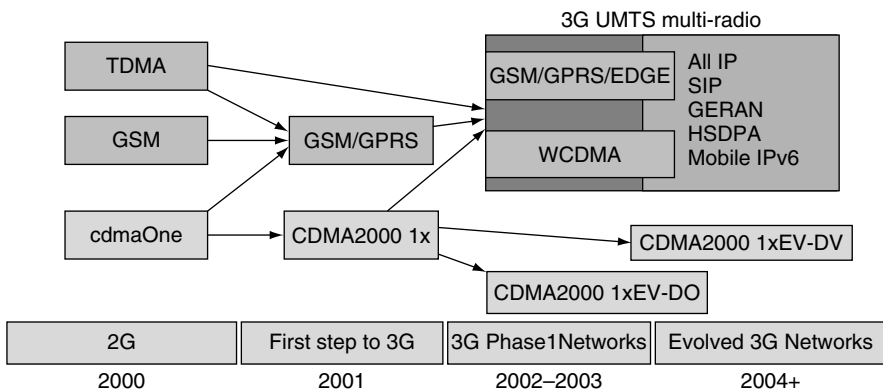 3G UMTS multi-radio
TDMA
GSM
cdmaOne
GSM/GPRS
CDMA2000 1x
GSM/GPRS/EDGE
WCDMA
All IP
SIP
GERAN
HSDPA
Mobile IPv6
CDMA2000 1xEV-DV
CDMA2000 1xEV-DO
2G
First step to 3G
3G Phase1Networks
Evolved 3G Networks
2000
2001
2002–2003
2004+